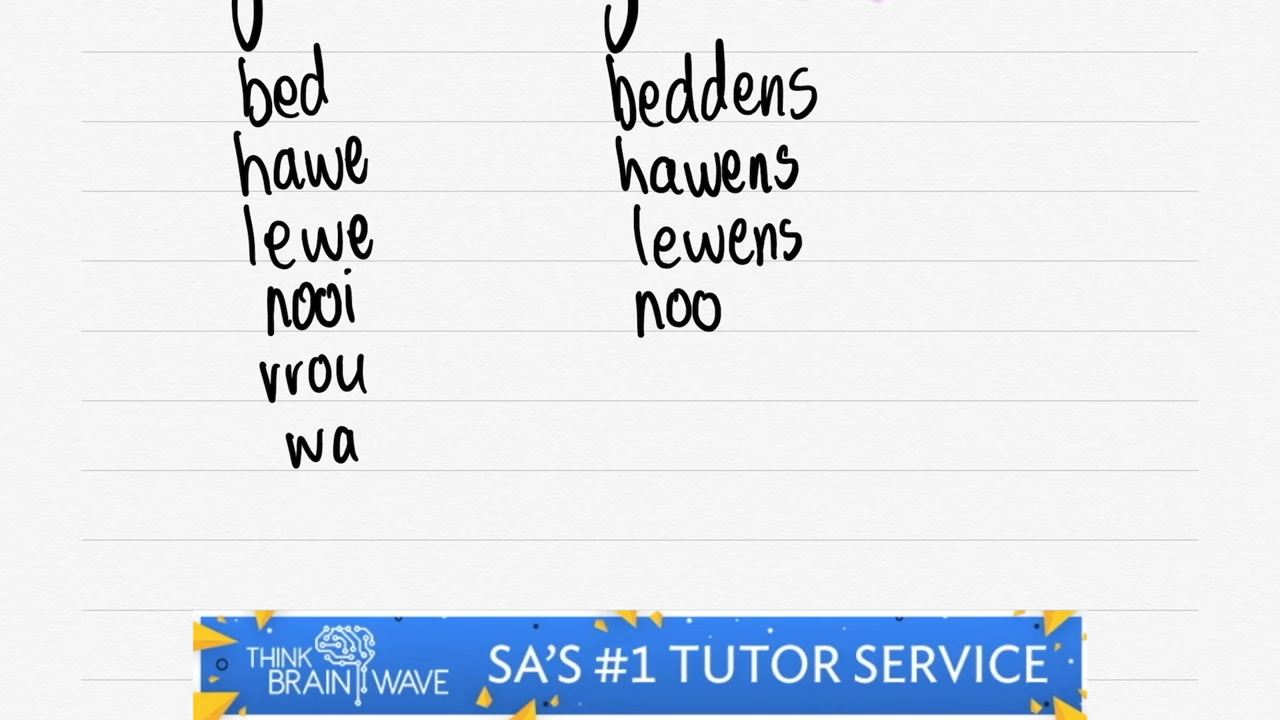 bed beddens
hawe hawens
lewe lewens
nooi noo
vrou
wa
THINK
BRAIN WAVE
SA'S #1 TUTOR SERVICE